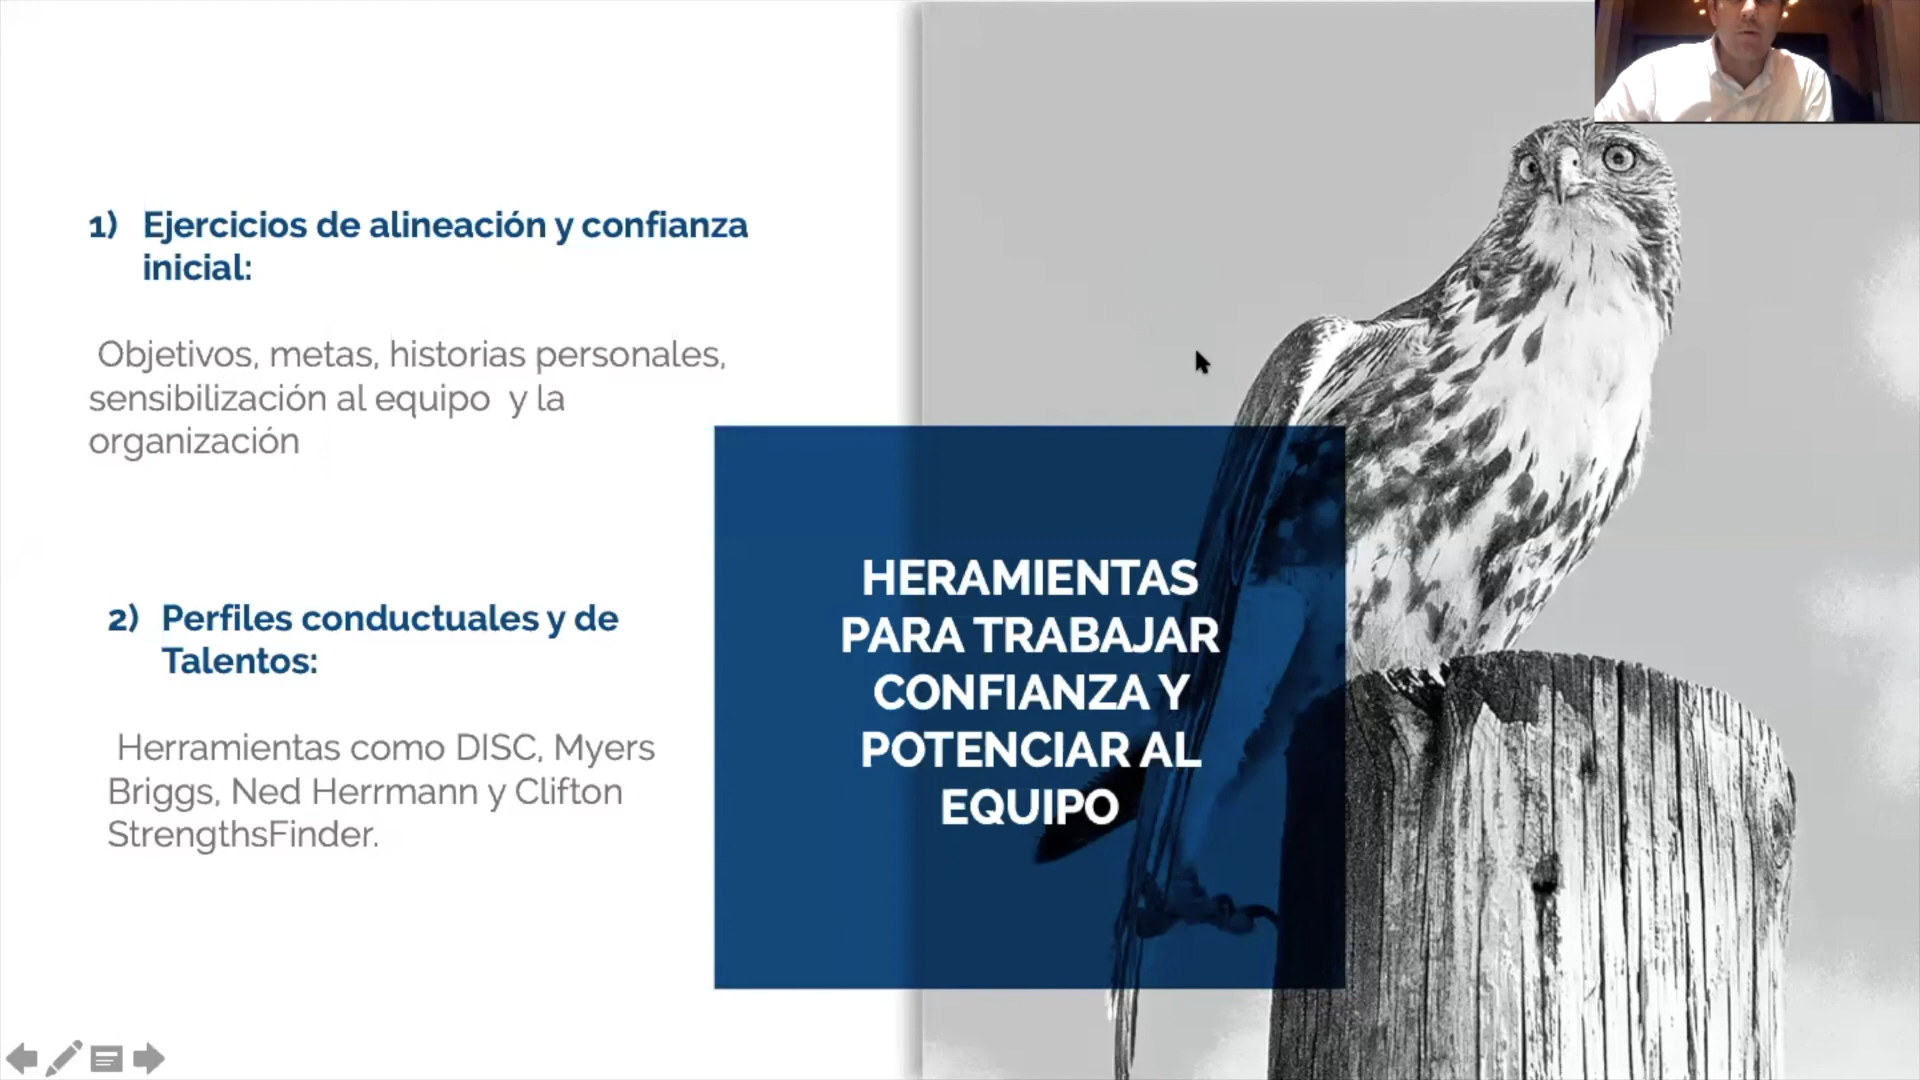 1) Ejercicios de alineación y confianza
inicial:
Objetivos, metas, historias personales,
sensibilización al equipo y la
organización
2) Perfiles conductuales y de
Talentos:
Herramientas como DISC, Myers
Briggs, Ned Herrmann y Clifton
StrengthsFinder.
HERAMIENTAS
PARA TRABAJAR
CONFIANZA Y
POTENCIAR AL
EQUIPO